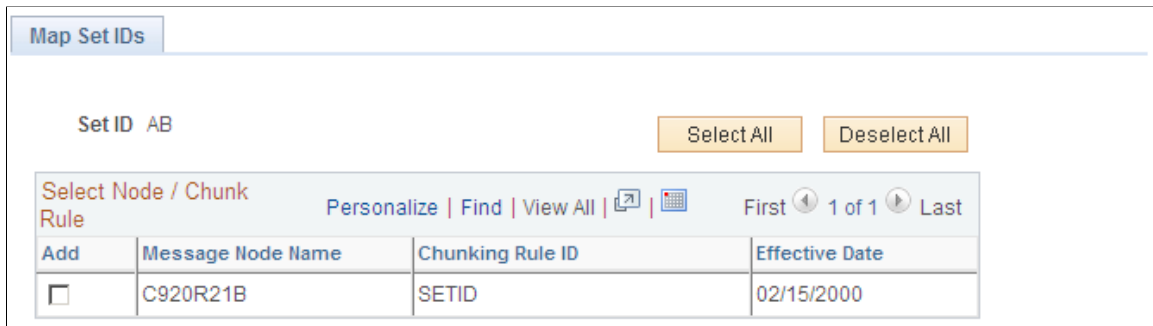 Map Set IDs
Set ID AB
Select All Deselect All
Select Node / Chunk
Rule
Personalize | Find | View All | | First 1 of 1 Last
Add Message Node Name Chunking Rule ID Effective Date
C920R21B SETID 02/15/2000